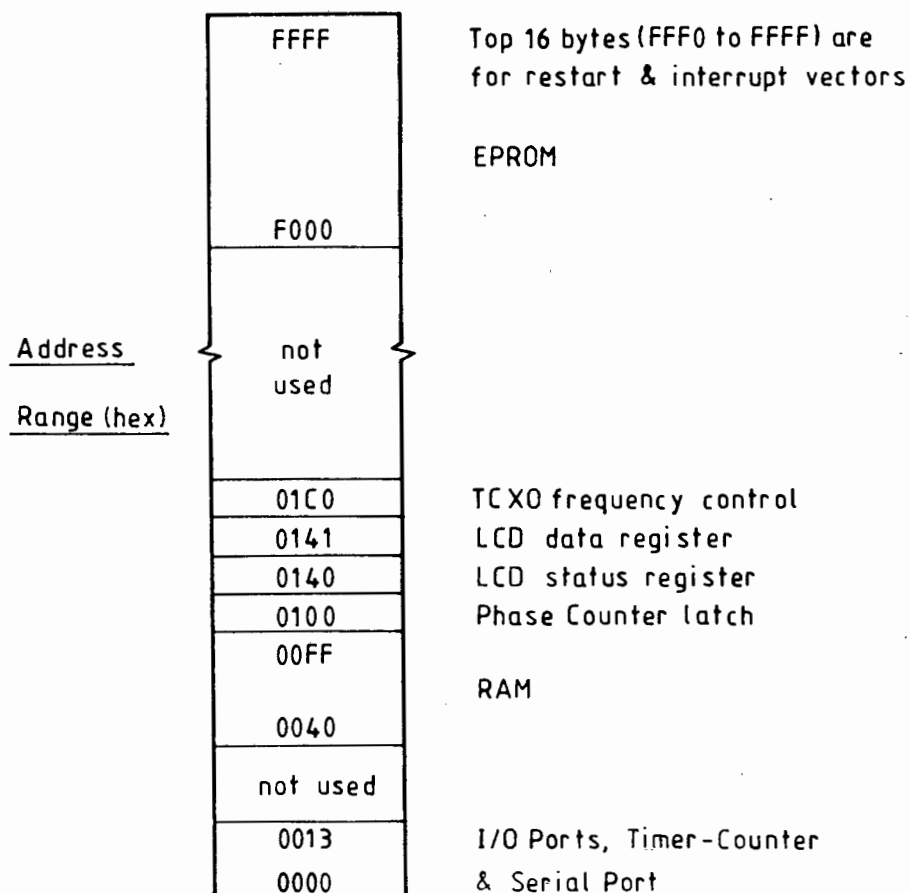 FFFF Top 16 bytes (FFF0 to FFFF) are
for restart & interrupt vectors
EPROM
F000
Address
Range (hex)
not
used
01C0 TCXO frequency control
0141 LCD data register
0140 LCD status register
0100 Phase Counter latch
00FF
RAM
0040
not used
0013 I/O Ports, Timer-Counter
0000 & Serial Port